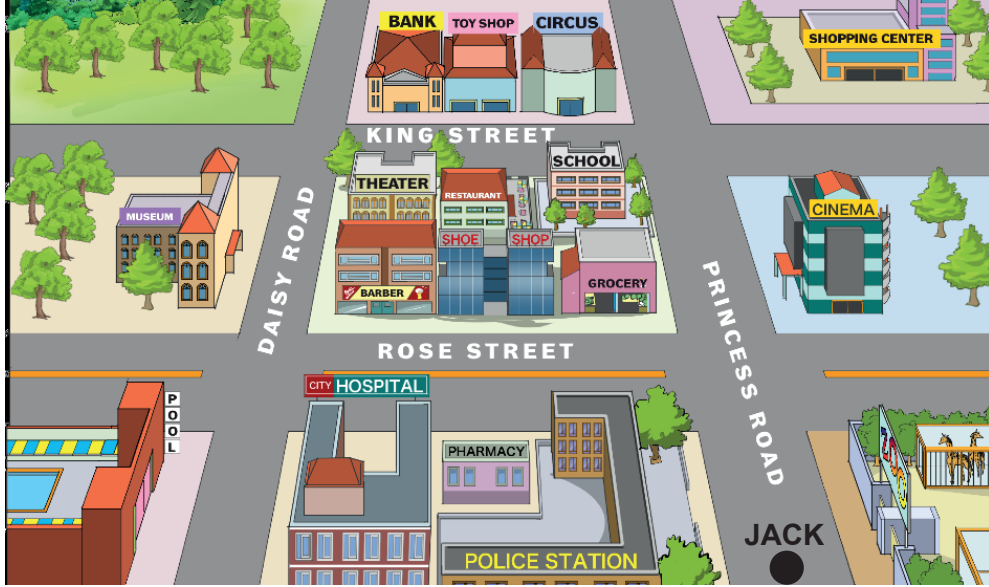 BANK
TOY SHOP
CIRCUS
SHOPPING CENTER
KING STREET
THEATER
RESTAURANT
SCHOOL
MUSEUM
CINEMA
DAISY ROAD
SHOE SHOP
BARBER
GROCERY
PRINCESS ROAD
ROSE STREET
CITY HOSPITAL
POOL
PHARMACY
ZOO
JACK
POLICE STATION